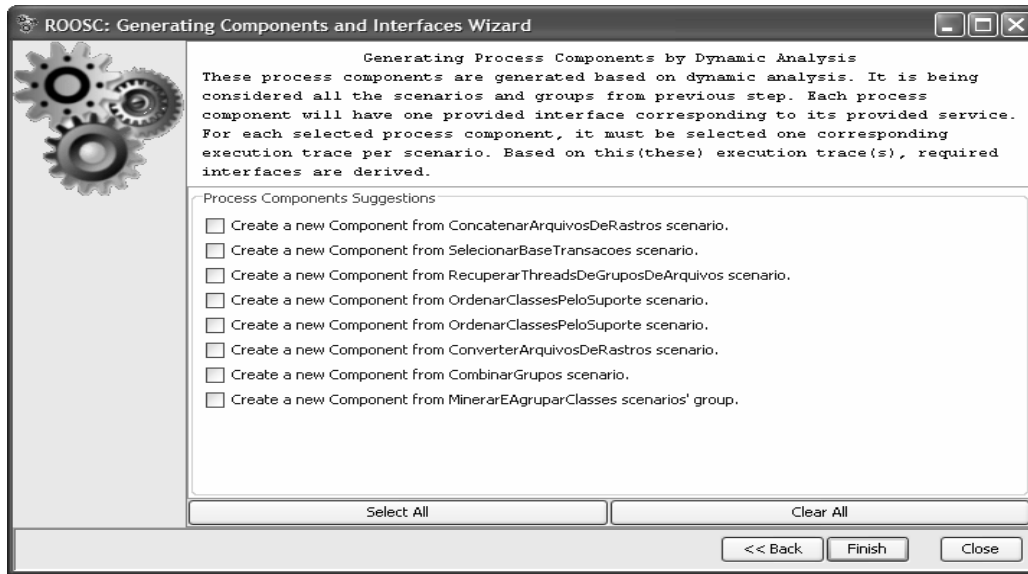 ROOSC: Generating Components and Interfaces Wizard
Generating Process Components by Dynamic Analysis
These process components are generated based on dynamic analysis. It is being
considered all the scenarios and groups from previous step. Each process
component will have one provided interface corresponding to its provided service.
For each selected process component, it must be selected one corresponding
execution trace per scenario. Based on this(these) execution trace(s), required
interfaces are derived.
Process Components Suggestions
Create a new Component from ConcatenarArquivosDeRastros scenario.
Create a new Component from SelecionarBaseTransacoes scenario.
Create a new Component from RecuperarThreadsDeGruposDeArquivos scenario.
Create a new Component from OrdenarClassesPeloSuporte scenario.
Create a new Component from OrdenarClassesPeloSuporte scenario.
Create a new Component from ConverterArquivosDeRastros scenario.
Create a new Component from CombinarGrupos scenario.
Create a new Component from MinerarEAgruparClasses scenarios' group.
Select All Clear All
<< Back Finish Close